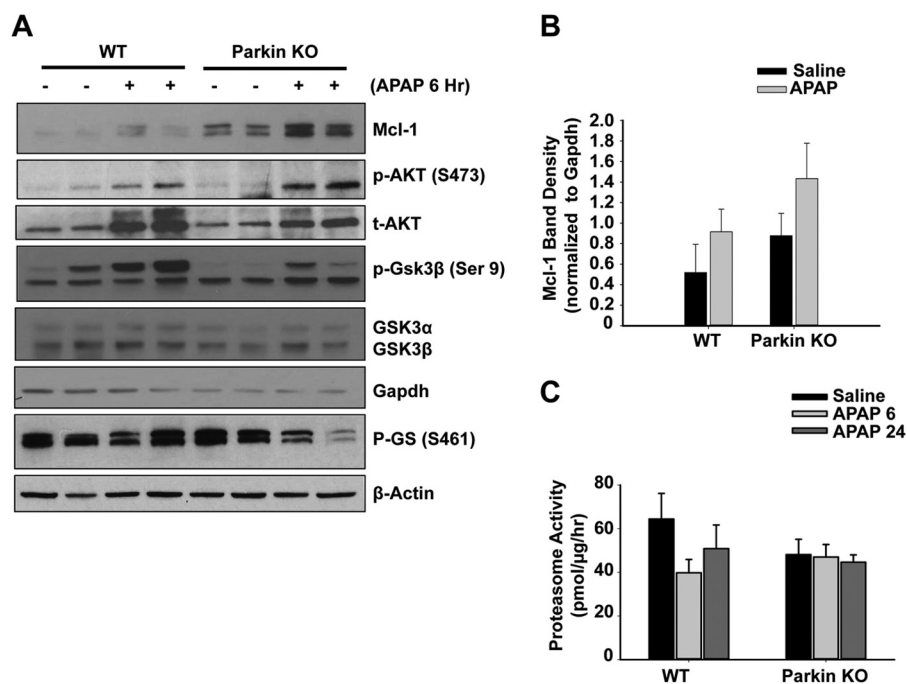 A
WT Parkin KO
- - + + - - + + (APAP 6 Hr)
Mcl-1
p-AKT (S473)
t-AKT
p-Gsk3β (Ser 9)
GSK3α
GSK3β
Gapdh
P-GS (S461)
β-Actin
B
Saline
APAP
Mcl-1 Band Density
(normalized to Gapdh)
2.0
1.8
1.6
1.4
1.2
1.0
0.8
0.6
0.4
0.2
0.0
WT Parkin KO
C
Saline
APAP 6
APAP 24
Proteasome Activity
(pmol/µg/hr)
80
60
40
20
0
WT Parkin KO